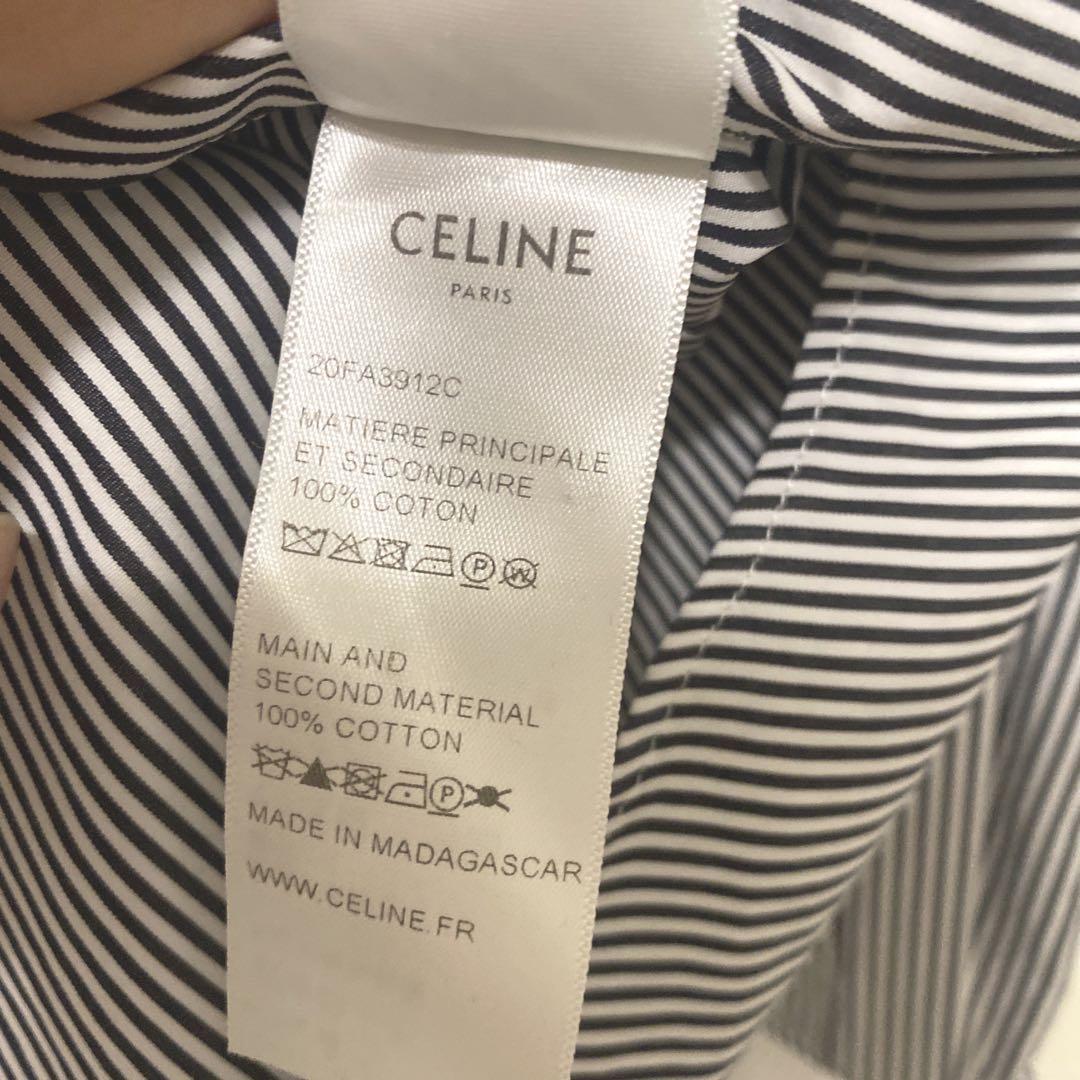 CELINE
PARIS
20FA3912C
MATIERE PRINCIPALE
ET SECONDAIRE
100% COTON
P W
MAIN AND
SECOND MATERIAL
100% COTTON
P
MADE IN MADAGASCAR
WWW.CELINE.FR